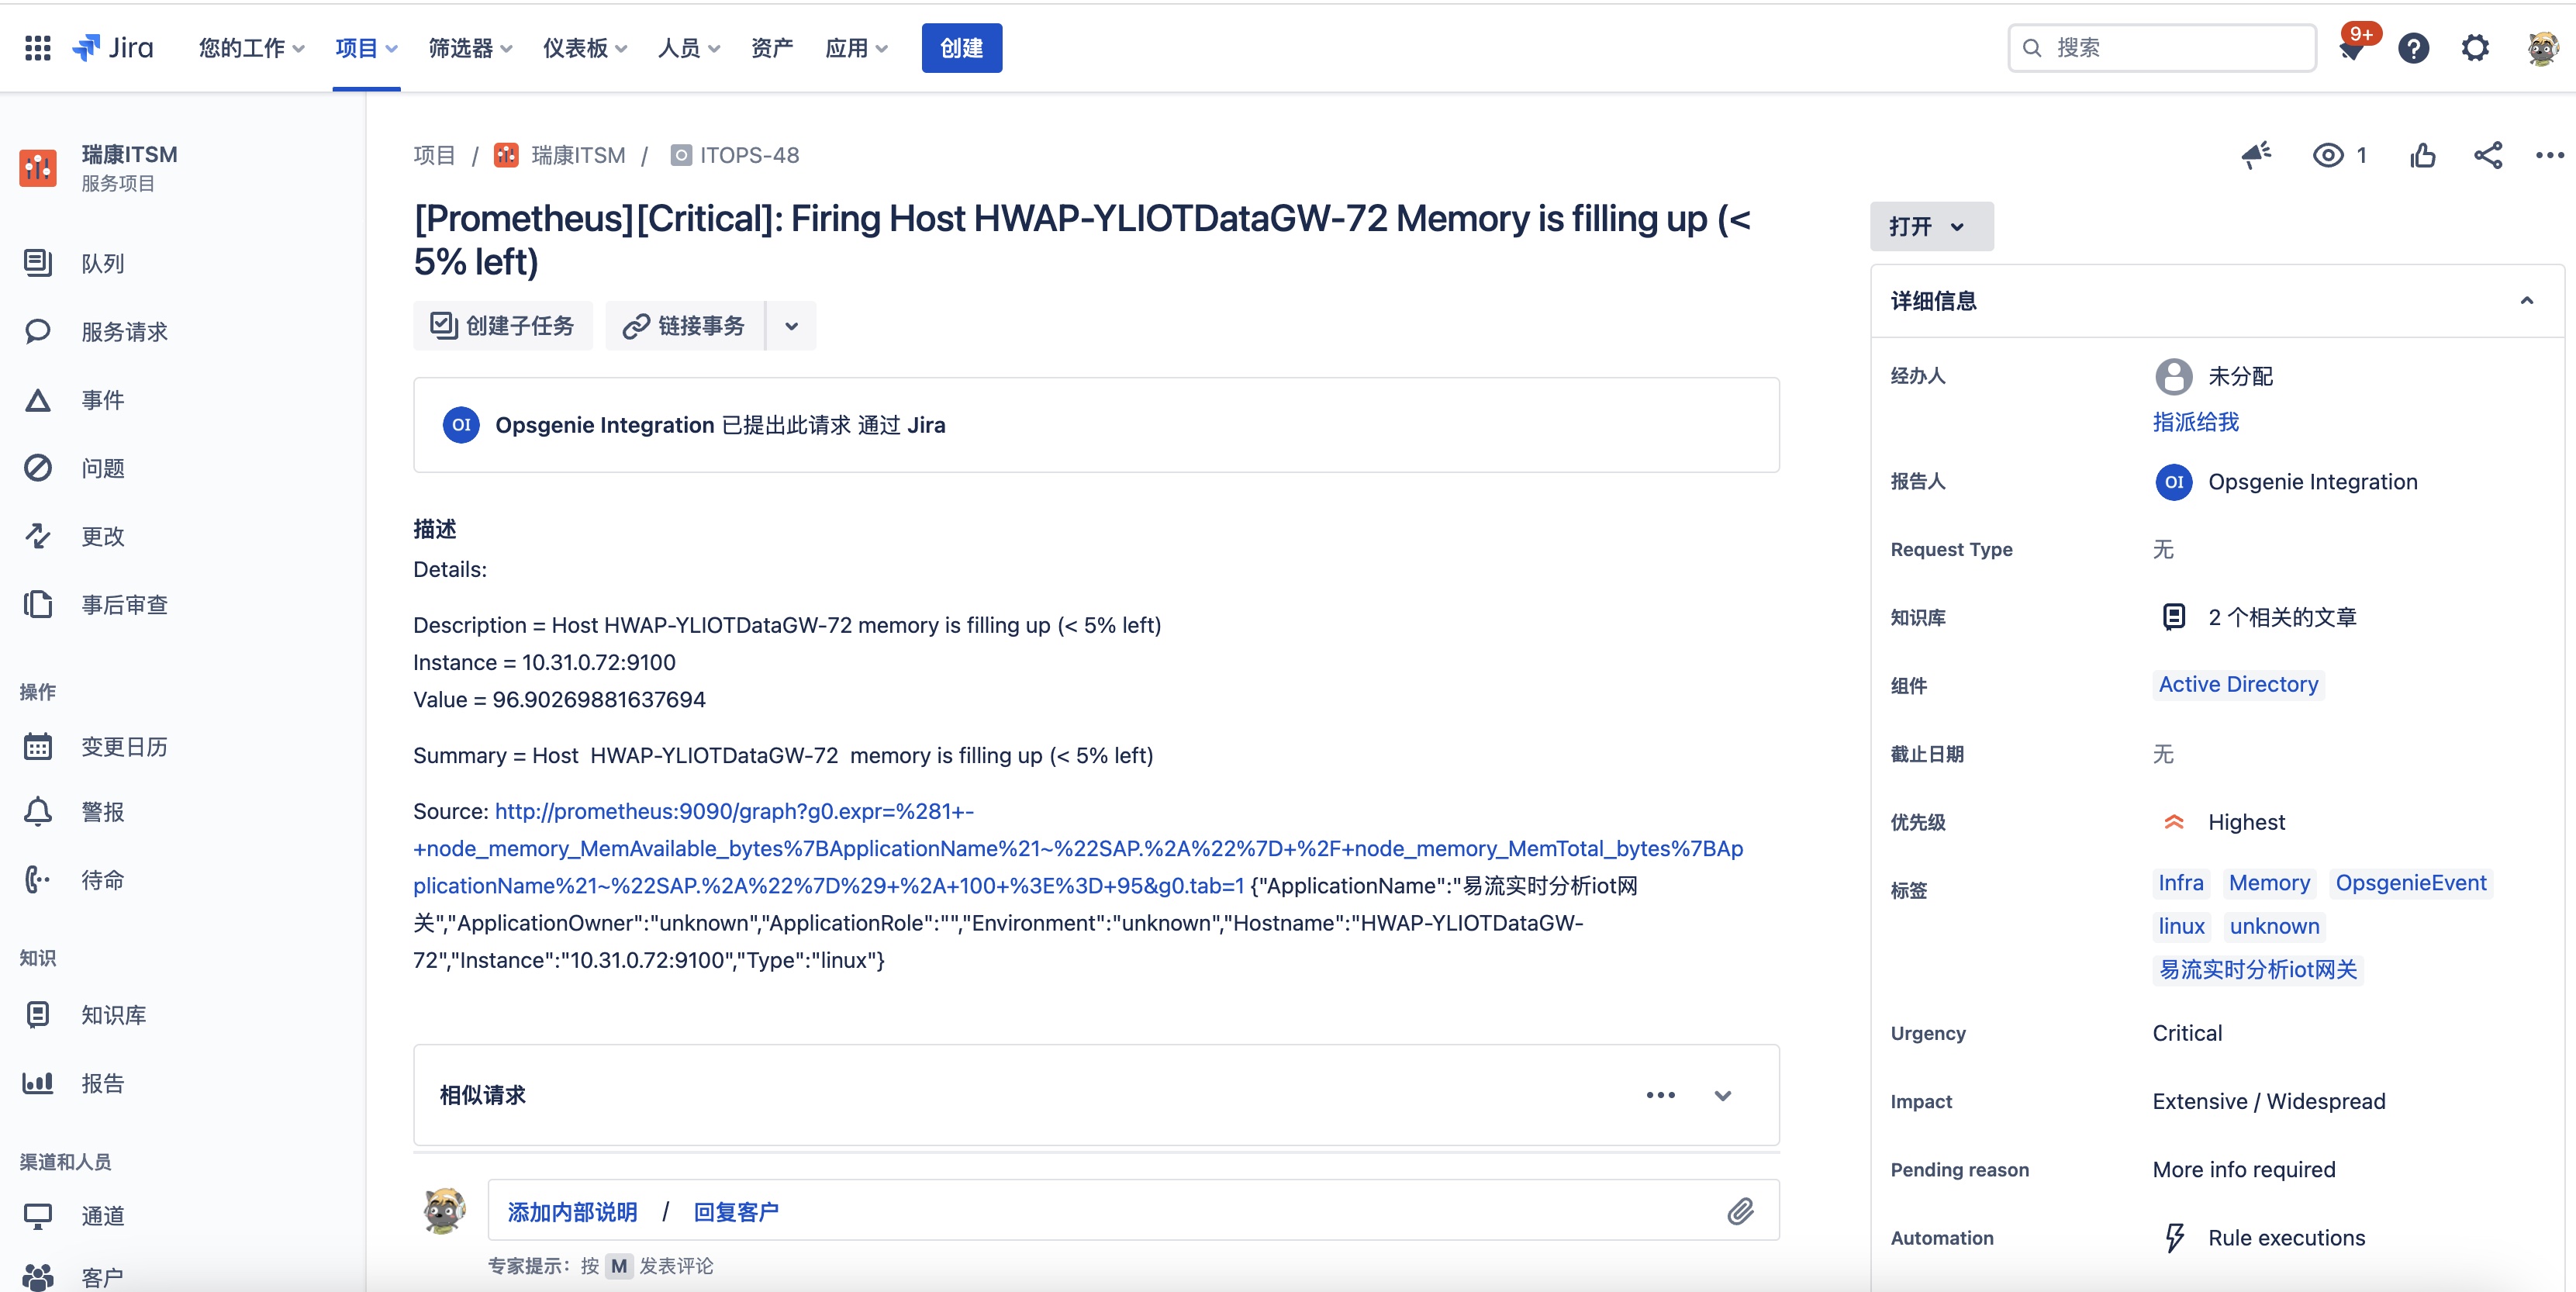 Jira
您的工作
项目
筛选器
仪表板
人员
资产
应用
创建
搜索
9+
瑞康ITSM
服务项目
队列
服务请求
事件
问题
更改
事后审查
操作
变更日历
警报
待命
知识
知识库
报告
渠道和人员
通道
客户
项目 / 瑞康ITSM / ITOPS-48
1
[Prometheus][Critical]: Firing Host HWAP-YLIOTDataGW-72 Memory is filling up (<
5% left)
创建子任务
链接事务
OI Opsgenie Integration 已提出此请求 通过 Jira
描述
Details:
Description = Host HWAP-YLIOTDataGW-72 memory is filling up (< 5% left)
Instance = 10.31.0.72:9100
Value = 96.90269881637694
Summary = Host  HWAP-YLIOTDataGW-72  memory is filling up (< 5% left)
Source: http://prometheus:9090/graph?g0.expr=%281+-
+node_memory_MemAvailable_bytes%7BApplicationName%21~%22SAP.%2A%22%7D+%2F+node_memory_MemTotal_bytes%7BAp
plicationName%21~%22SAP.%2A%22%7D%29+%2A+100+%3E%3D+95&g0.tab=1 {"ApplicationName":"易流实时分析iot网
关","ApplicationOwner":"unknown","ApplicationRole":"","Environment":"unknown","Hostname":"HWAP-YLIOTDataGW-
72","Instance":"10.31.0.72:9100","Type":"linux"}
相似请求
添加内部说明 / 回复客户
专家提示：按 M 发表评论
打开
详细信息
经办人
未分配
指派给我
报告人
OI Opsgenie Integration
Request Type
无
知识库
2 个相关的文章
组件
Active Directory
截止日期
无
优先级
Highest
标签
Infra Memory OpsgenieEvent
linux unknown
易流实时分析iot网关
Urgency
Critical
Impact
Extensive / Widespread
Pending reason
More info required
Automation
Rule executions